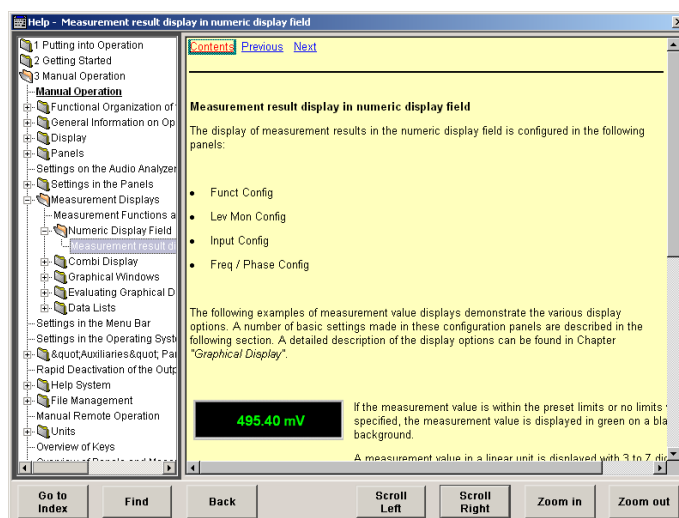 Help - Measurement result display in numeric display field
1 Putting into Operation
2 Getting Started
3 Manual Operation
Manual Operation
Functional Organization of
General Information on Op
Display
Panels
Settings on the Audio Analyzer
Settings in the Panels
Measurement Displays
Measurement Functions a
Numeric Display Field
Measurement result di
Combi Display
Graphical Windows
Evaluating Graphical D
Data Lists
Settings in the Menu Bar
Settings in the Operating Syst
&quot;Auxiliaries&quot; Pa
Rapid Deactivation of the Outp
Help System
File Management
Manual Remote Operation
Units
Overview of Keys
Contents Previous Next
Measurement result display in numeric display field
The display of measurement results in the numeric display field is configured in the following
panels:
• Funct Config
• Lev Mon Config
• Input Config
• Freq / Phase Config
The following examples of measurement value displays demonstrate the various display
options. A number of basic settings made in these configuration panels are described in the
following section. A detailed description of the display options can be found in Chapter
"Graphical Display".
495.40 mV
If the measurement value is within the preset limits or no limits
specified, the measurement value is displayed in green on a bla
background.
A measurement value in a linear unit is displayed with 3 to 7 dig
Go to
Index
Find
Back
Scroll
Left
Scroll
Right
Zoom in
Zoom out